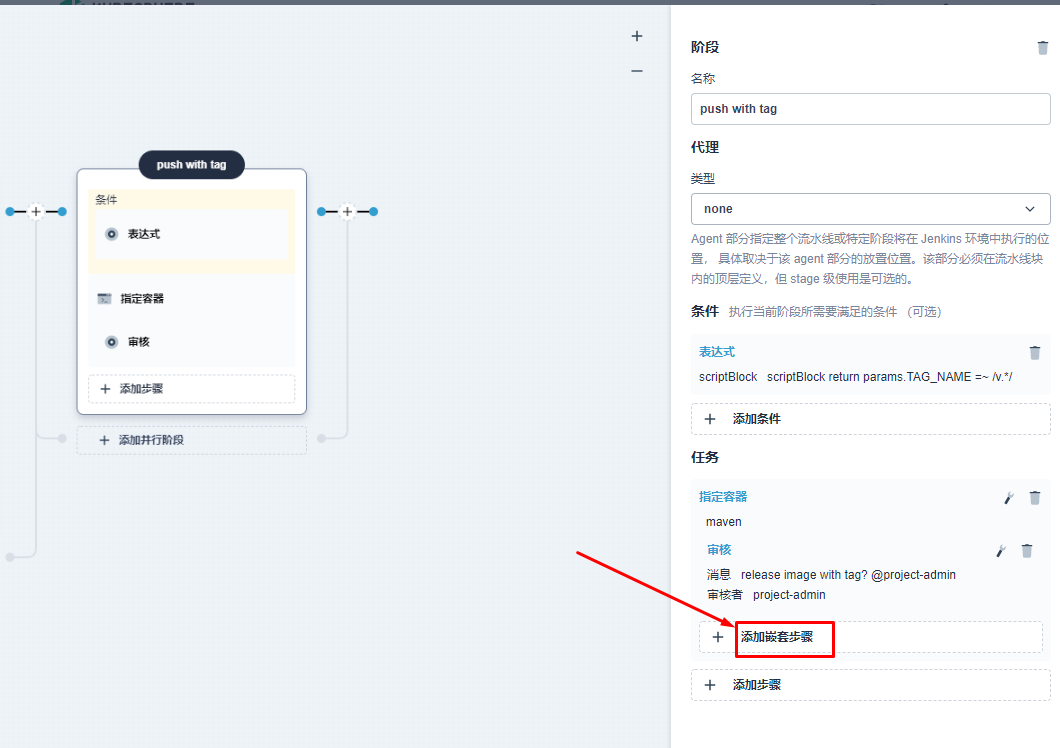 push with tag
条件
表达式
指定容器
审核
添加步骤
添加并行阶段
阶段
名称
push with tag
代理
类型
none
Agent 部分指定整个流水线或特定阶段将在 Jenkins 环境中执行的位
置， 具体取决于该 agent 部分的放置位置。该部分必须在流水线块
内的顶层定义，但 stage 级使用是可选的。
条件 执行当前阶段所需要满足的条件 （可选）
表达式
scriptBlock scriptBlock return params.TAG_NAME =~ /v.*/
添加条件
任务
指定容器
maven
审核
消息 release image with tag? @project-admin
审核者 project-admin
添加嵌套步骤
添加步骤